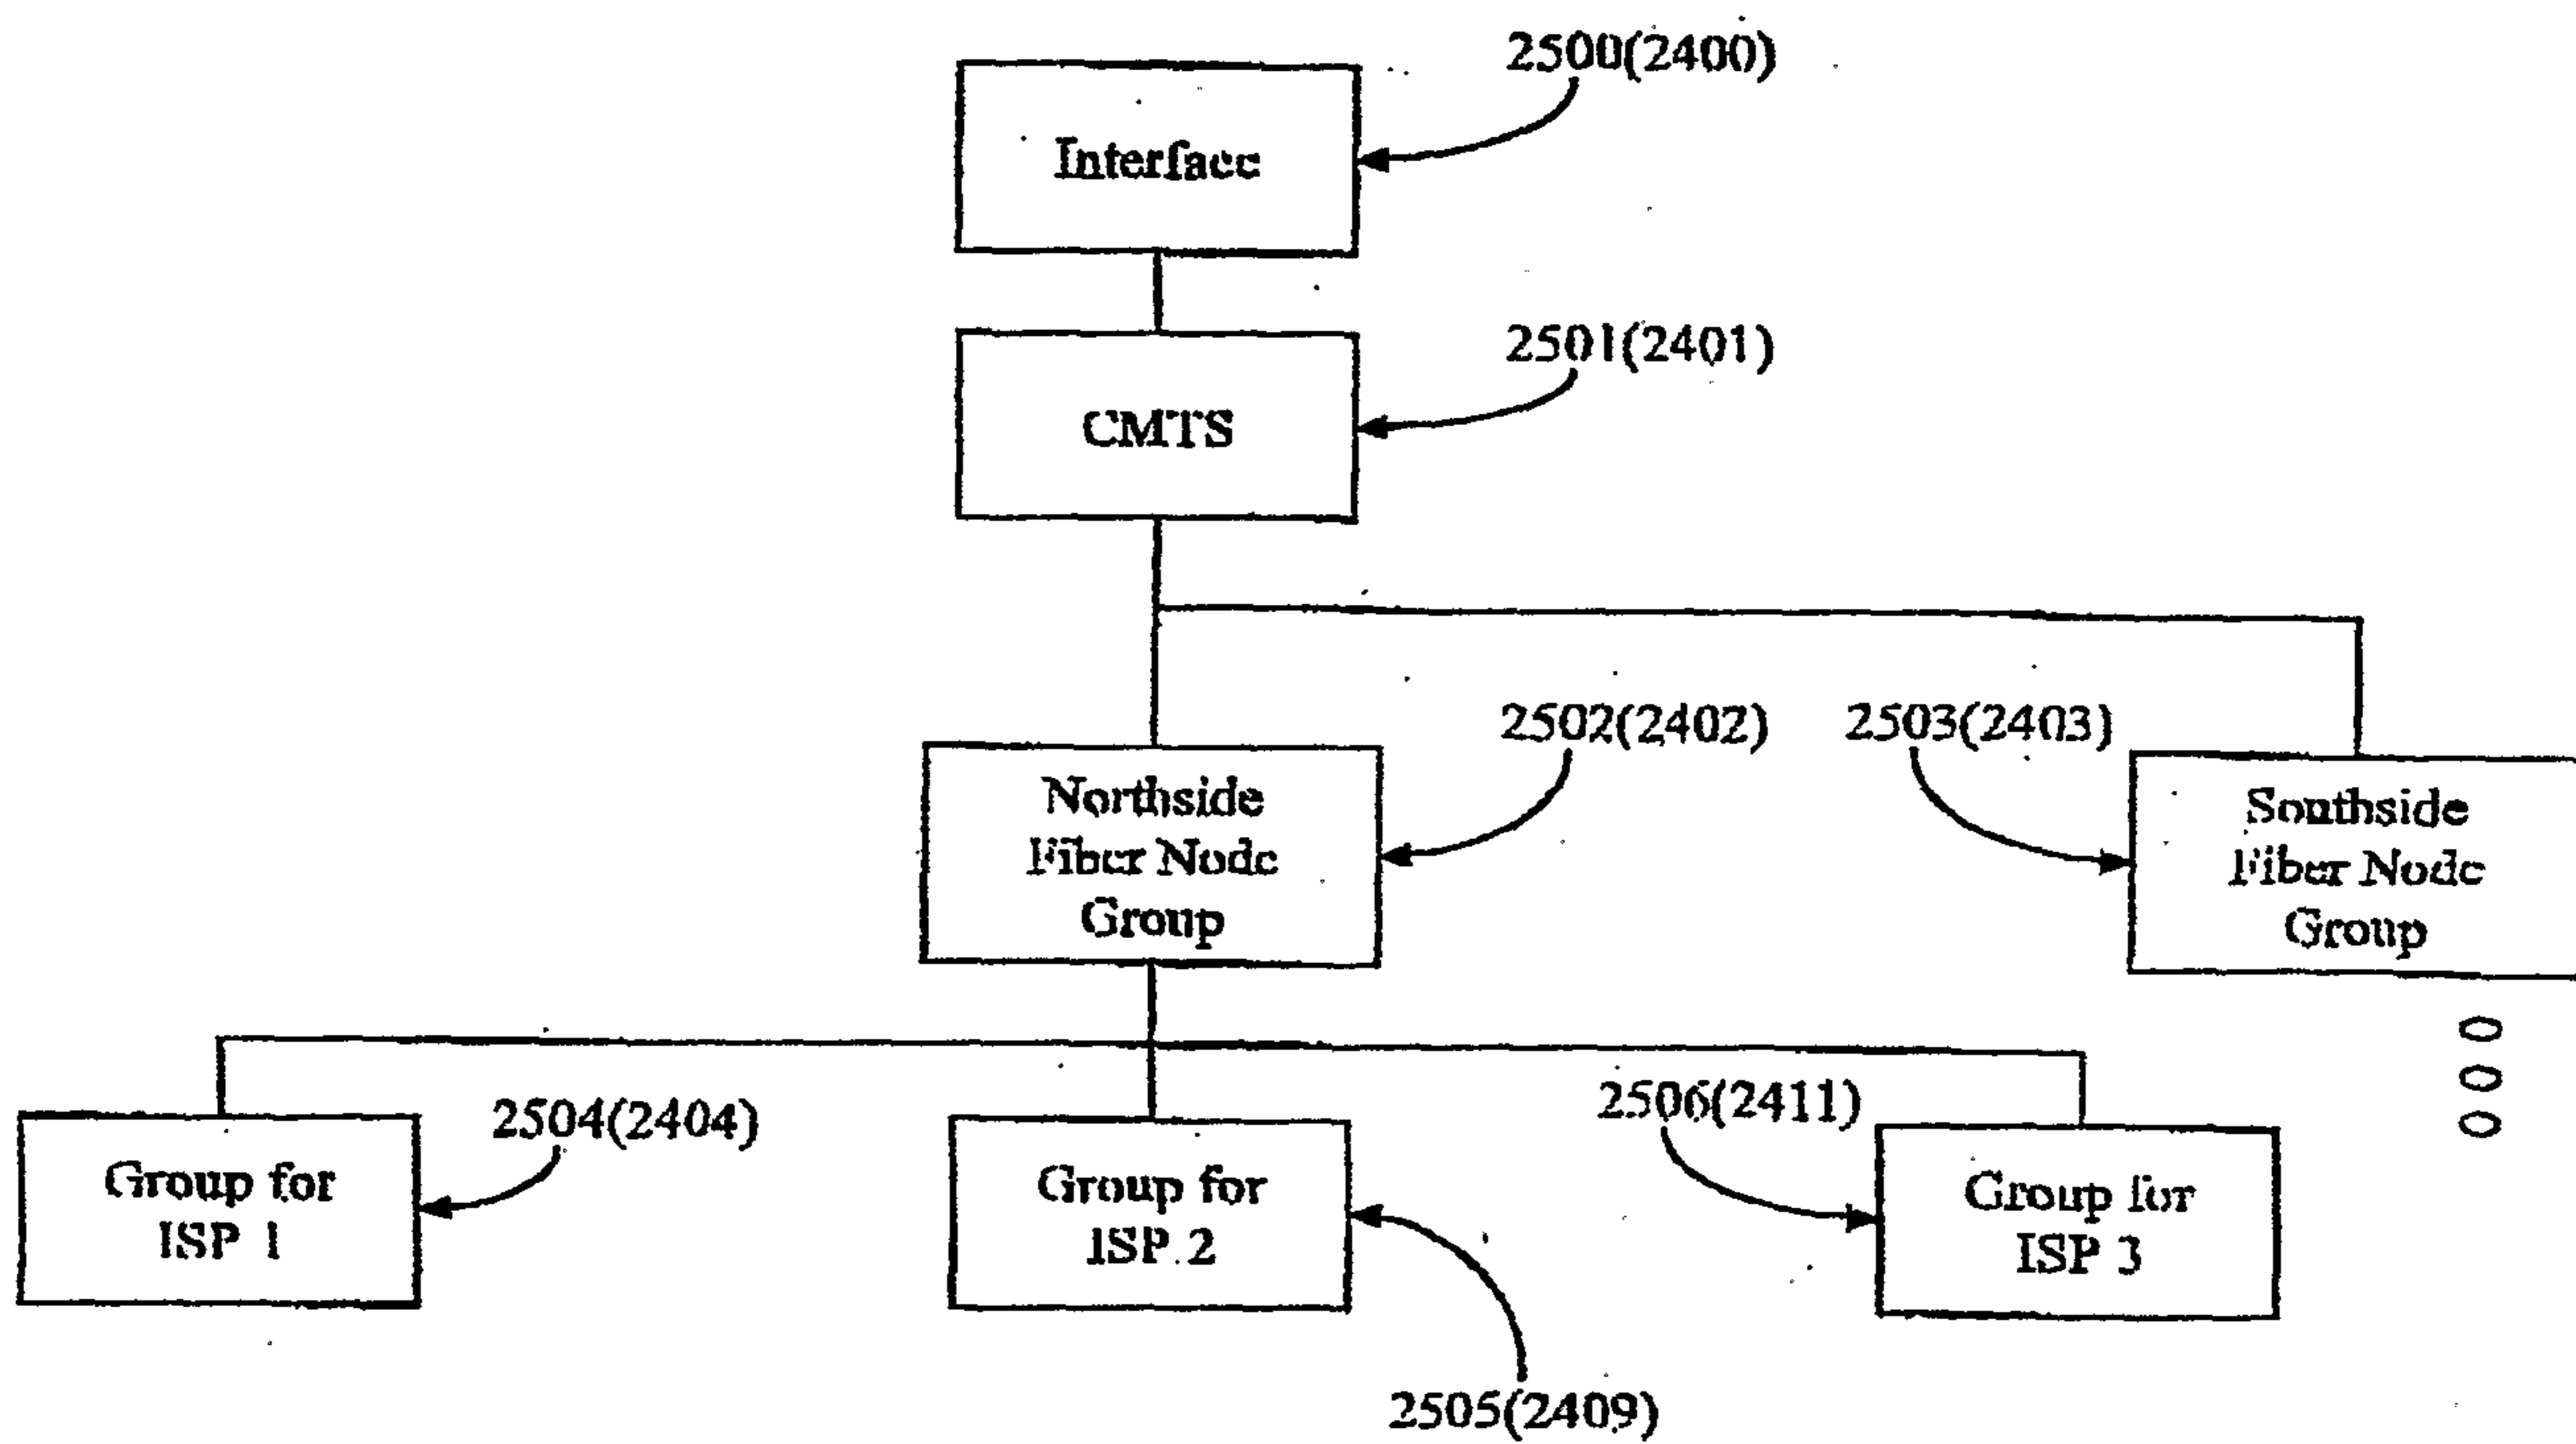 2500(2400)
Interface
2501(2401)
CMTS
2502(2402)
2503(2403)
Northside
Fiber Node
Group
Southside
Fiber Node
Group
2504(2404)
2506(2411)
Group for
ISP 1
Group for
ISP 2
Group for
ISP 3
2505(2409)